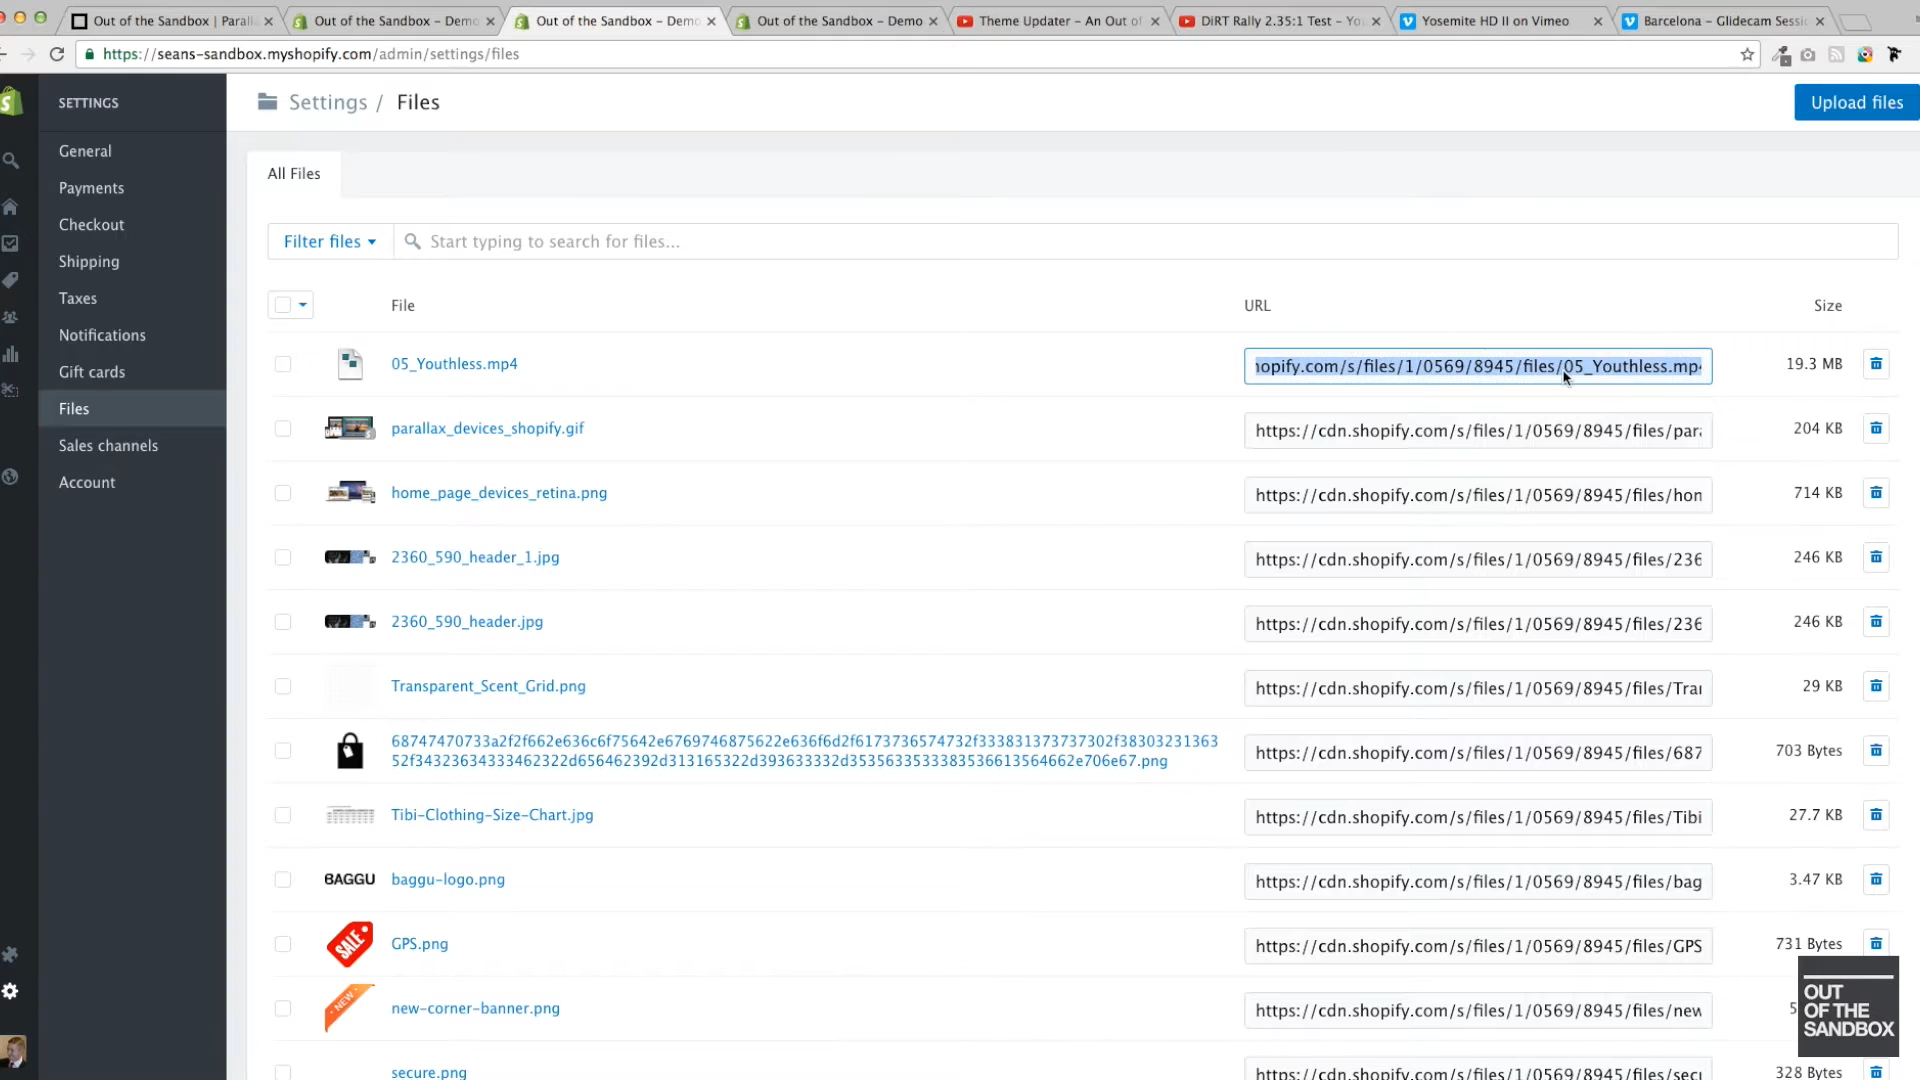 Out of the Sandbox | Paralla
Out of the Sandbox - Demo
Out of the Sandbox - Demo
Out of the Sandbox - Demo
Theme Updater - An Out of
DiRT Rally 2.35:1 Test - You
Yosemite HD II on Vimeo
Barcelona - Glidecam Sessi
https://seans-sandbox.myshopify.com/admin/settings/files
SETTINGS
Settings / Files
Upload files
General
Payments
Checkout
Shipping
Taxes
Notifications
Gift cards
Files
Sales channels
Account
All Files
Filter files
Start typing to search for files...
File URL Size
05_Youthless.mp4
hopify.com/s/files/1/0569/8945/files/05_Youthless.mp4
19.3 MB
parallax_devices_shopify.gif
https://cdn.shopify.com/s/files/1/0569/8945/files/para
204 KB
home_page_devices_retina.png
https://cdn.shopify.com/s/files/1/0569/8945/files/hon
714 KB
2360_590_header_1.jpg
https://cdn.shopify.com/s/files/1/0569/8945/files/236
246 KB
2360_590_header.jpg
https://cdn.shopify.com/s/files/1/0569/8945/files/236
246 KB
Transparent_Scent_Grid.png
https://cdn.shopify.com/s/files/1/0569/8945/files/Trai
29 KB
https://cdn.shopify.com/s/files/1/0569/8945/files/687
703 Bytes
Tibi-Clothing-Size-Chart.jpg
https://cdn.shopify.com/s/files/1/0569/8945/files/Tibi
27.7 KB
BAGGU
baggu-logo.png
https://cdn.shopify.com/s/files/1/0569/8945/files/bag
3.47 KB
SALE
GPS.png
https://cdn.shopify.com/s/files/1/0569/8945/files/GPS
731 Bytes
NEW
new-corner-banner.png
https://cdn.shopify.com/s/files/1/0569/8945/files/new
5
secure.png
https://cdn.shopify.com/s/files/1/0569/8945/files/secu
328 Bytes
OUT
OF THE
SANDBOX